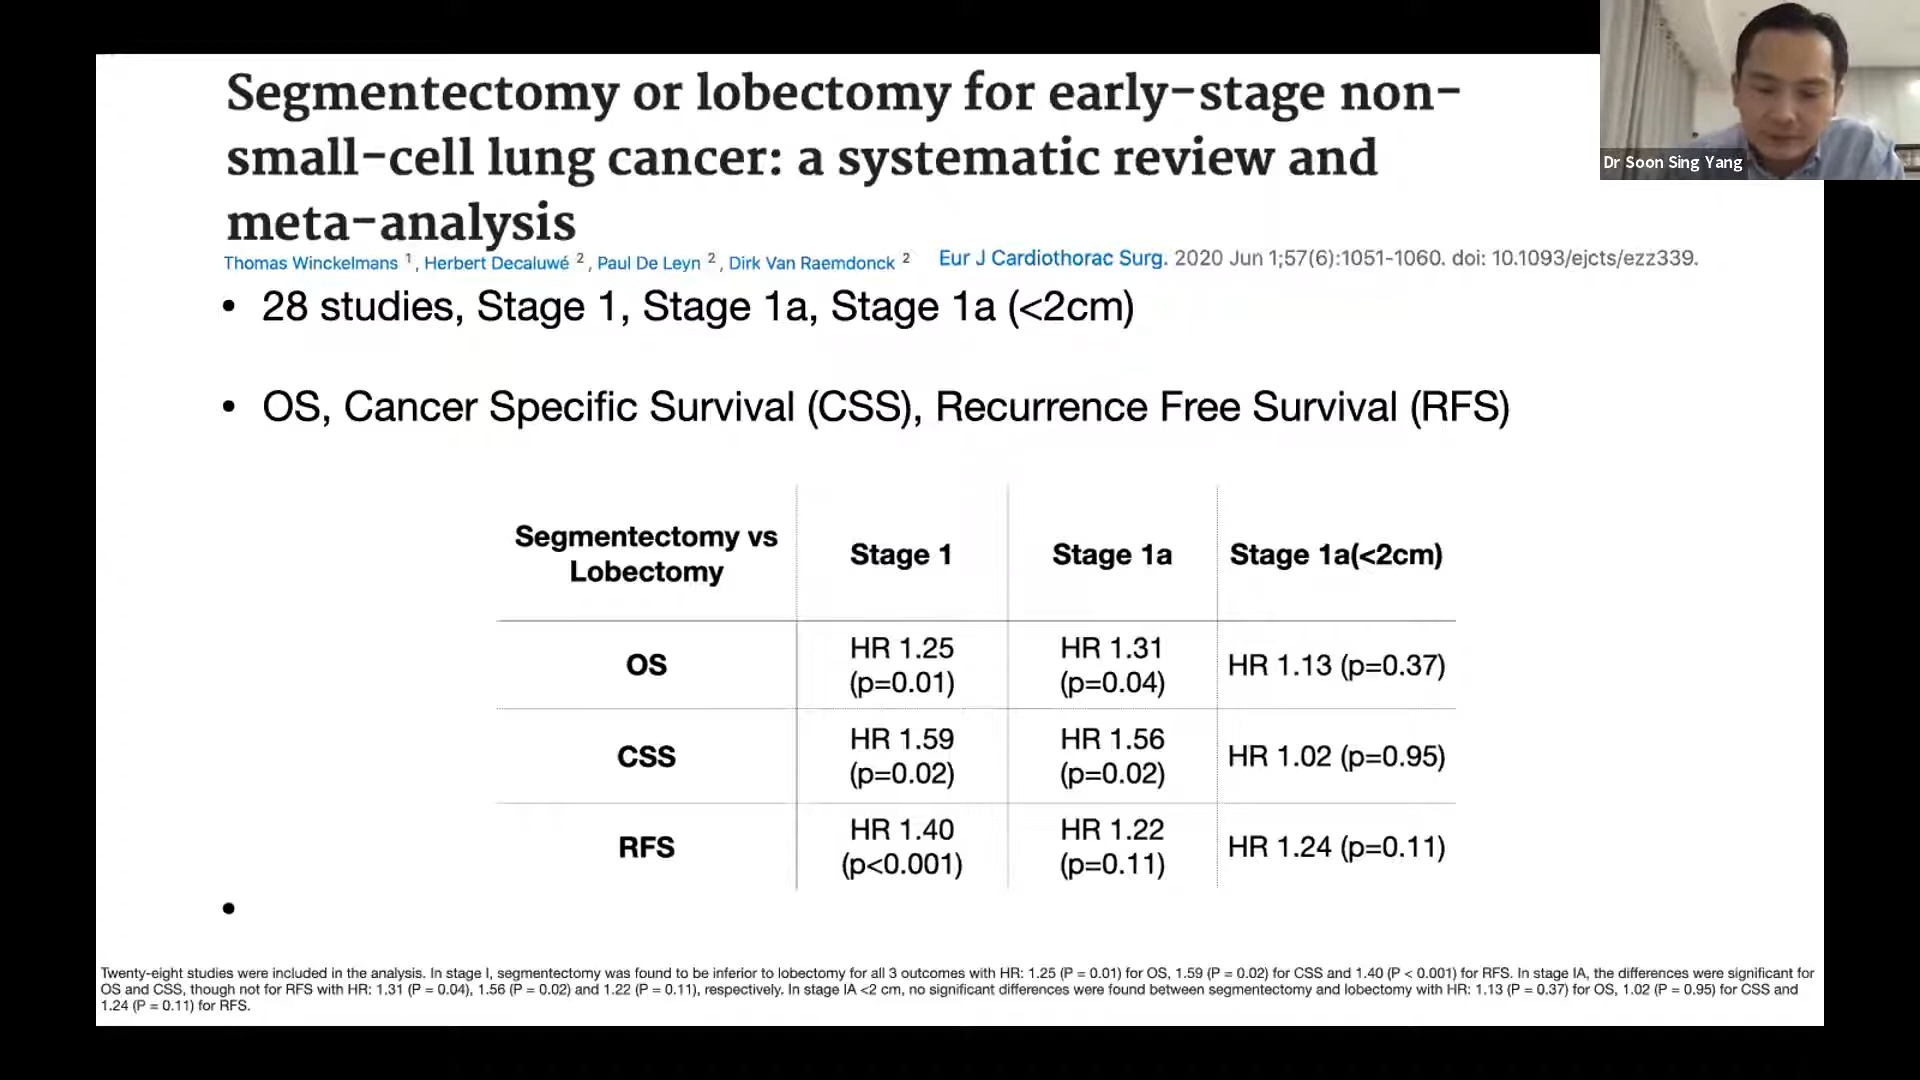 Segmentectomy or lobectomy for early-stage non-
small-cell lung cancer: a systematic review and
meta-analysis
Thomas Winckelmans 1, Herbert Decaluwé 2, Paul De Leyn 2, Dirk Van Raemdonck 2 Eur J Cardiothorac Surg. 2020 Jun 1;57(6):1051-1060. doi: 10.1093/ejcts/ezz339.
Dr Soon Sing Yang
• 28 studies, Stage 1, Stage 1a, Stage 1a (<2cm)
• OS, Cancer Specific Survival (CSS), Recurrence Free Survival (RFS)
Segmentectomy vs
Lobectomy
Stage 1
Stage 1a
Stage 1a(<2cm)
OS
HR 1.25
(p=0.01)
HR 1.31
(p=0.04)
HR 1.13 (p=0.37)
CSS
HR 1.59
(p=0.02)
HR 1.56
(p=0.02)
HR 1.02 (p=0.95)
RFS
HR 1.40
(p<0.001)
HR 1.22
(p=0.11)
HR 1.24 (p=0.11)
•
Twenty-eight studies were included in the analysis. In stage I, segmentectomy was found to be inferior to lobectomy for all 3 outcomes with HR: 1.25 (P = 0.01) for OS, 1.59 (P = 0.02) for CSS and 1.40 (P < 0.001) for RFS. In stage IA, the differences were significant for
OS and CSS, though not for RFS with HR: 1.31 (P = 0.04), 1.56 (P = 0.02) and 1.22 (P = 0.11), respectively. In stage IA <2 cm, no significant differences were found between segmentectomy and lobectomy with HR: 1.13 (P = 0.37) for OS, 1.02 (P = 0.95) for CSS and
1.24 (P = 0.11) for RFS.